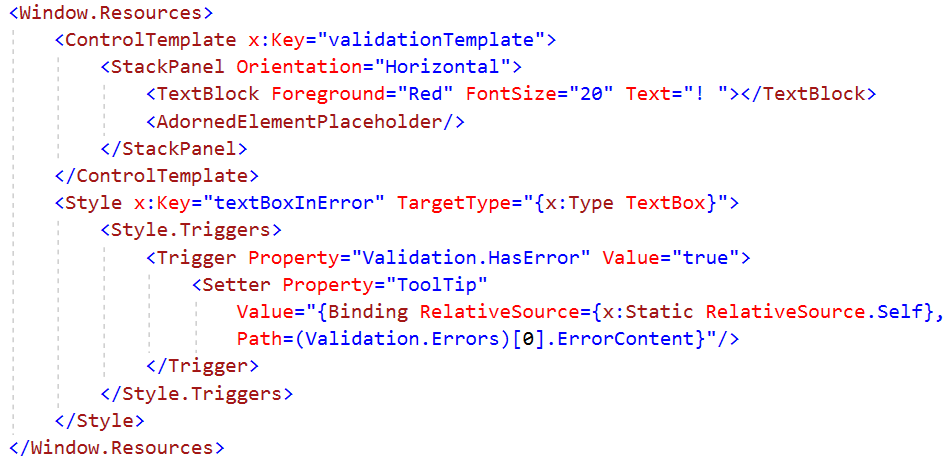 <Window.Resources>
    <ControlTemplate x:Key="validationTemplate">
        <StackPanel Orientation="Horizontal">
            <TextBlock Foreground="Red" FontSize="20" Text="! "></TextBlock>
            <AdornedElementPlaceholder/>
        </StackPanel>
    </ControlTemplate>
    <Style x:Key="textBoxInError" TargetType="{x:Type TextBox}">
        <Style.Triggers>
            <Trigger Property="Validation.HasError" Value="true">
                <Setter Property="ToolTip"
                    Value="{Binding RelativeSource={x:Static RelativeSource.Self},
                    Path=(Validation.Errors)[0].ErrorContent}"/>
            </Trigger>
        </Style.Triggers>
    </Style>
</Window.Resources>